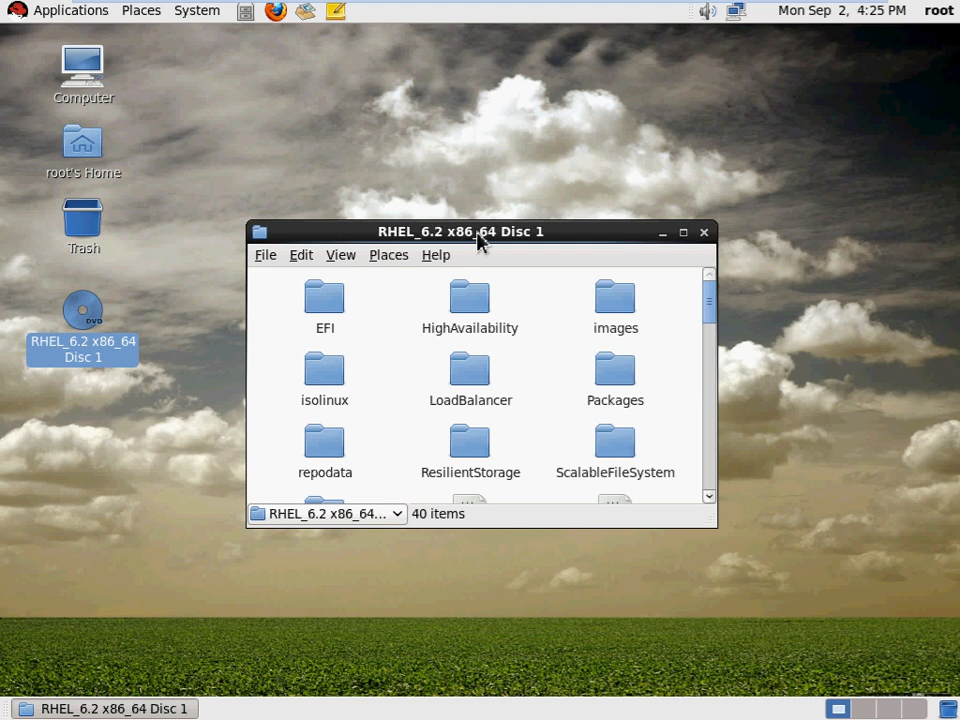 Applications Places System
Mon Sep 2, 4:25 PM root
Computer
root's Home
Trash
DVD
RHEL_6.2 x86_64
Disc 1
RHEL_6.2 x86_64 Disc 1
File Edit View Places Help
EFI HighAvailability images
isolinux LoadBalancer Packages
repodata ResilientStorage ScalableFileSystem
RHEL_6.2 x86_64... 40 items
RHEL_6.2 x86_64 Disc 1